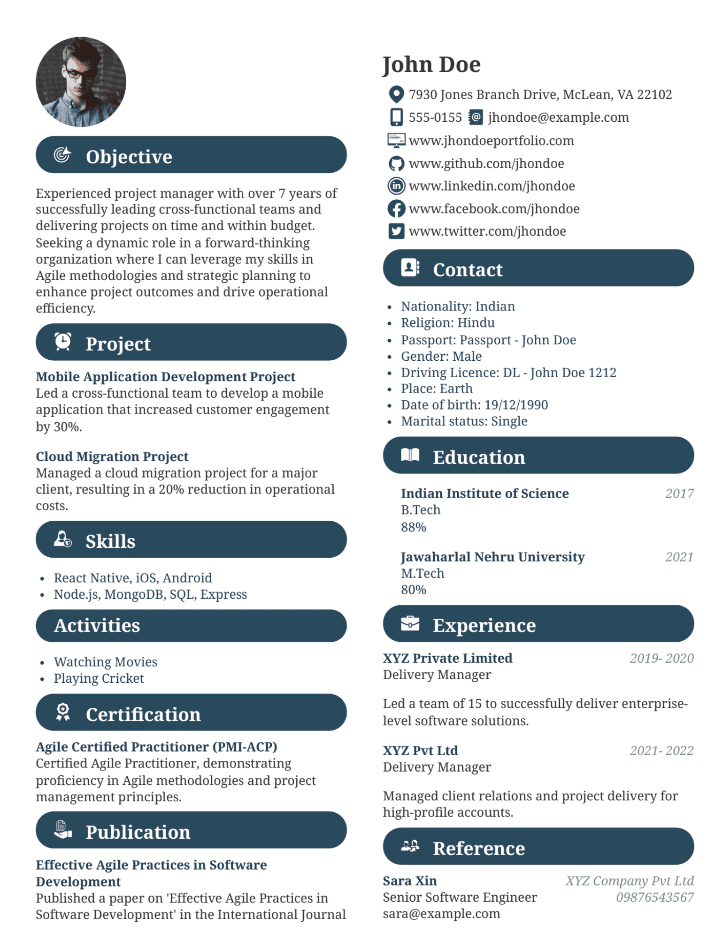 Objective
Experienced project manager with over 7 years of
successfully leading cross-functional teams and
delivering projects on time and within budget.
Seeking a dynamic role in a forward-thinking
organization where I can leverage my skills in
Agile methodologies and strategic planning to
enhance project outcomes and drive operational
efficiency.
Project
Mobile Application Development Project
Led a cross-functional team to develop a mobile
application that increased customer engagement
by 30%.
Cloud Migration Project
Managed a cloud migration project for a major
client, resulting in a 20% reduction in operational
costs.
Skills
• React Native, iOS, Android
• Node.js, MongoDB, SQL, Express
Activities
• Watching Movies
• Playing Cricket
Certification
Agile Certified Practitioner (PMI-ACP)
Certified Agile Practitioner, demonstrating
proficiency in Agile methodologies and project
management principles.
Publication
Effective Agile Practices in Software
Development
Published a paper on 'Effective Agile Practices in
Software Development' in the International Journal
John Doe
7930 Jones Branch Drive, McLean, VA 22102
555-0155 jhondoe@example.com
www.jhondoeportfolio.com
www.github.com/jhondoe
www.linkedin.com/jhondoe
www.facebook.com/jhondoe
www.twitter.com/jhondoe
Contact
• Nationality: Indian
• Religion: Hindu
• Passport: Passport - John Doe
• Gender: Male
• Driving Licence: DL - John Doe 1212
• Place: Earth
• Date of birth: 19/12/1990
• Marital status: Single
Education
Indian Institute of Science 2017
B.Tech
88%
Jawaharlal Nehru University 2021
M.Tech
80%
Experience
XYZ Private Limited 2019- 2020
Delivery Manager
Led a team of 15 to successfully deliver enterprise-
level software solutions.
XYZ Pvt Ltd 2021- 2022
Delivery Manager
Managed client relations and project delivery for
high-profile accounts.
Reference
Sara Xin XYZ Company Pvt Ltd
Senior Software Engineer 09876543567
sara@example.com